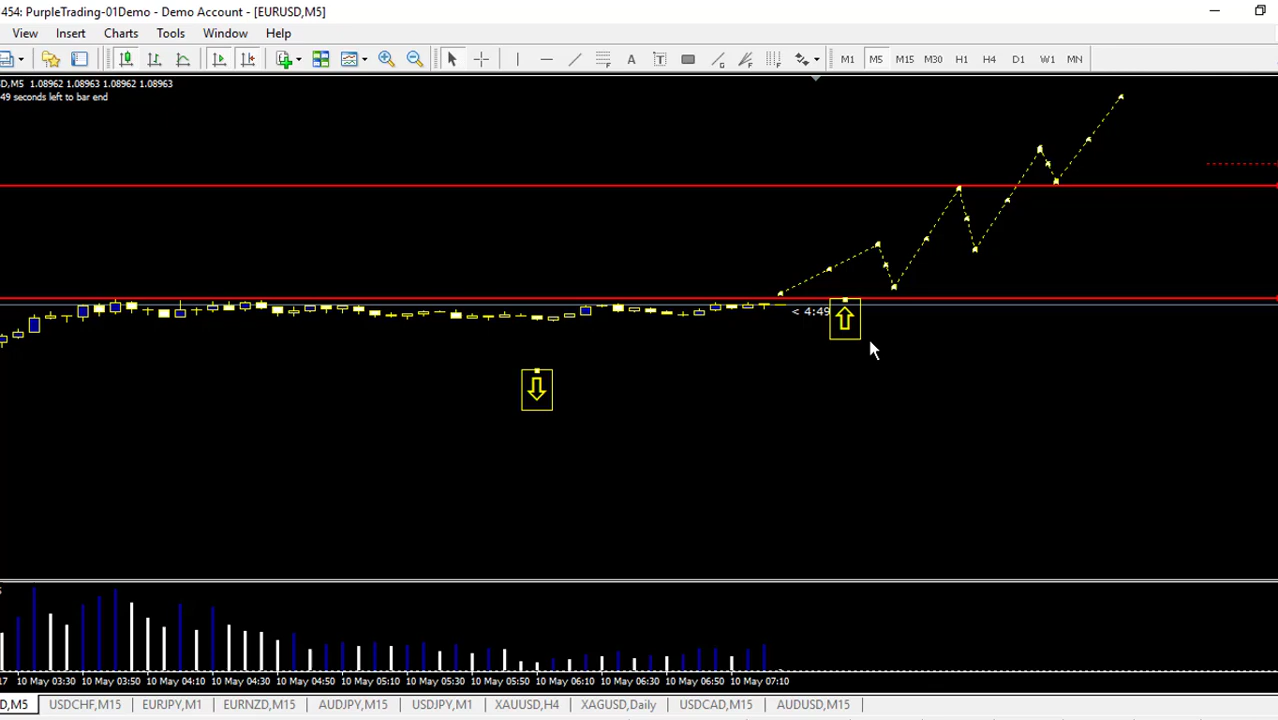 454: PurpleTrading-01Demo - Demo Account - [EURUSD,M5]
View Insert Charts Tools Window Help
A T M1 M5 M15 M30 H1 H4 D1 W1 MN
D,M5 1.08962 1.08963 1.08962 1.08963
49 seconds left to bar end
< 4:49
17 10 May 03:30 10 May 03:50 10 May 04:10 10 May 04:30 10 May 04:50 10 May 05:10 10 May 05:30 10 May 05:50 10 May 06:10 10 May 06:30 10 May 06:50 10 May 07:10
D,M5 USDCHF,M15 EURJPY,M1 EURNZD,M15 AUDJPY,M15 USDJPY,M1 XAUUSD,H4 XAGUSD,Daily USDCAD,M15 AUDUSD,M15